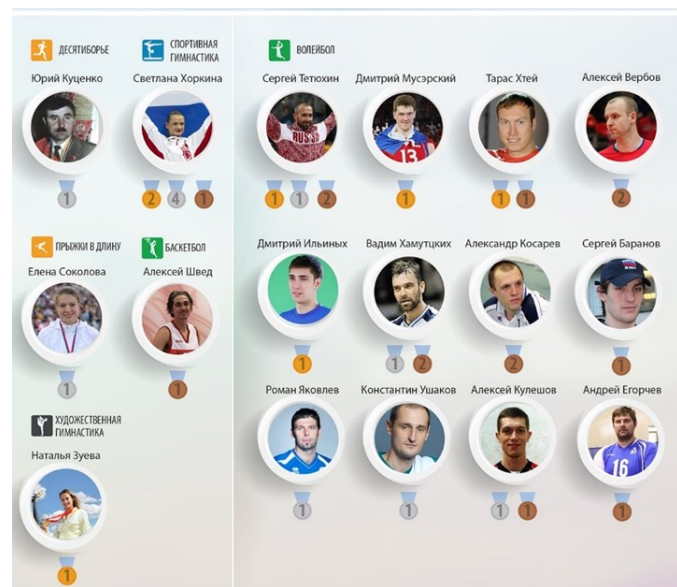 ДЕСЯТИБОРЬЕ
СПОРТИВНАЯ
ГИМНАСТИКА
ВОЛЕЙБОЛ
Юрий Куценко
Светлана Хоркина
Сергей Тетюхин
Дмитрий Мусэрский
Тарас Хтей
Алексей Вербов
RUSSIA
13
1
2
4
1
1
1
2
1
1
1
2
ПРЫЖКИ В ДЛИНУ
БАСКЕТБОЛ
Елена Соколова
Алексей Швед
Дмитрий Ильиных
Вадим Хамутцких
Александр Косарев
Сергей Баранов
1
1
1
1
2
2
1
Роман Яковлев
Константин Ушаков
Алексей Кулешов
Андрей Егорчев
ХУДОЖЕСТВЕННАЯ
ГИМНАСТИКА
Наталья Зуева
16
1
1
1
1
1
1